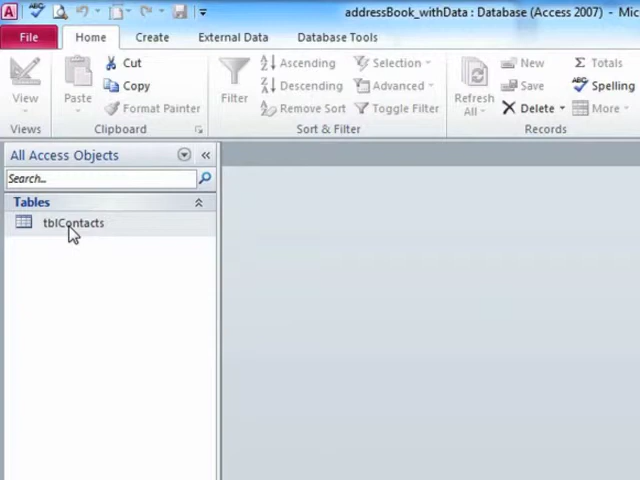 addressBook_withData : Database (Access 2007) - Mic
File Home Create External Data Database Tools
View Paste Cut Copy Format Painter Filter Ascending Descending Remove Sort Selection Advanced Toggle Filter Refresh All New Save Delete Totals Spelling More
Views Clipboard Sort & Filter Records
All Access Objects
Search...
Tables
tblContacts